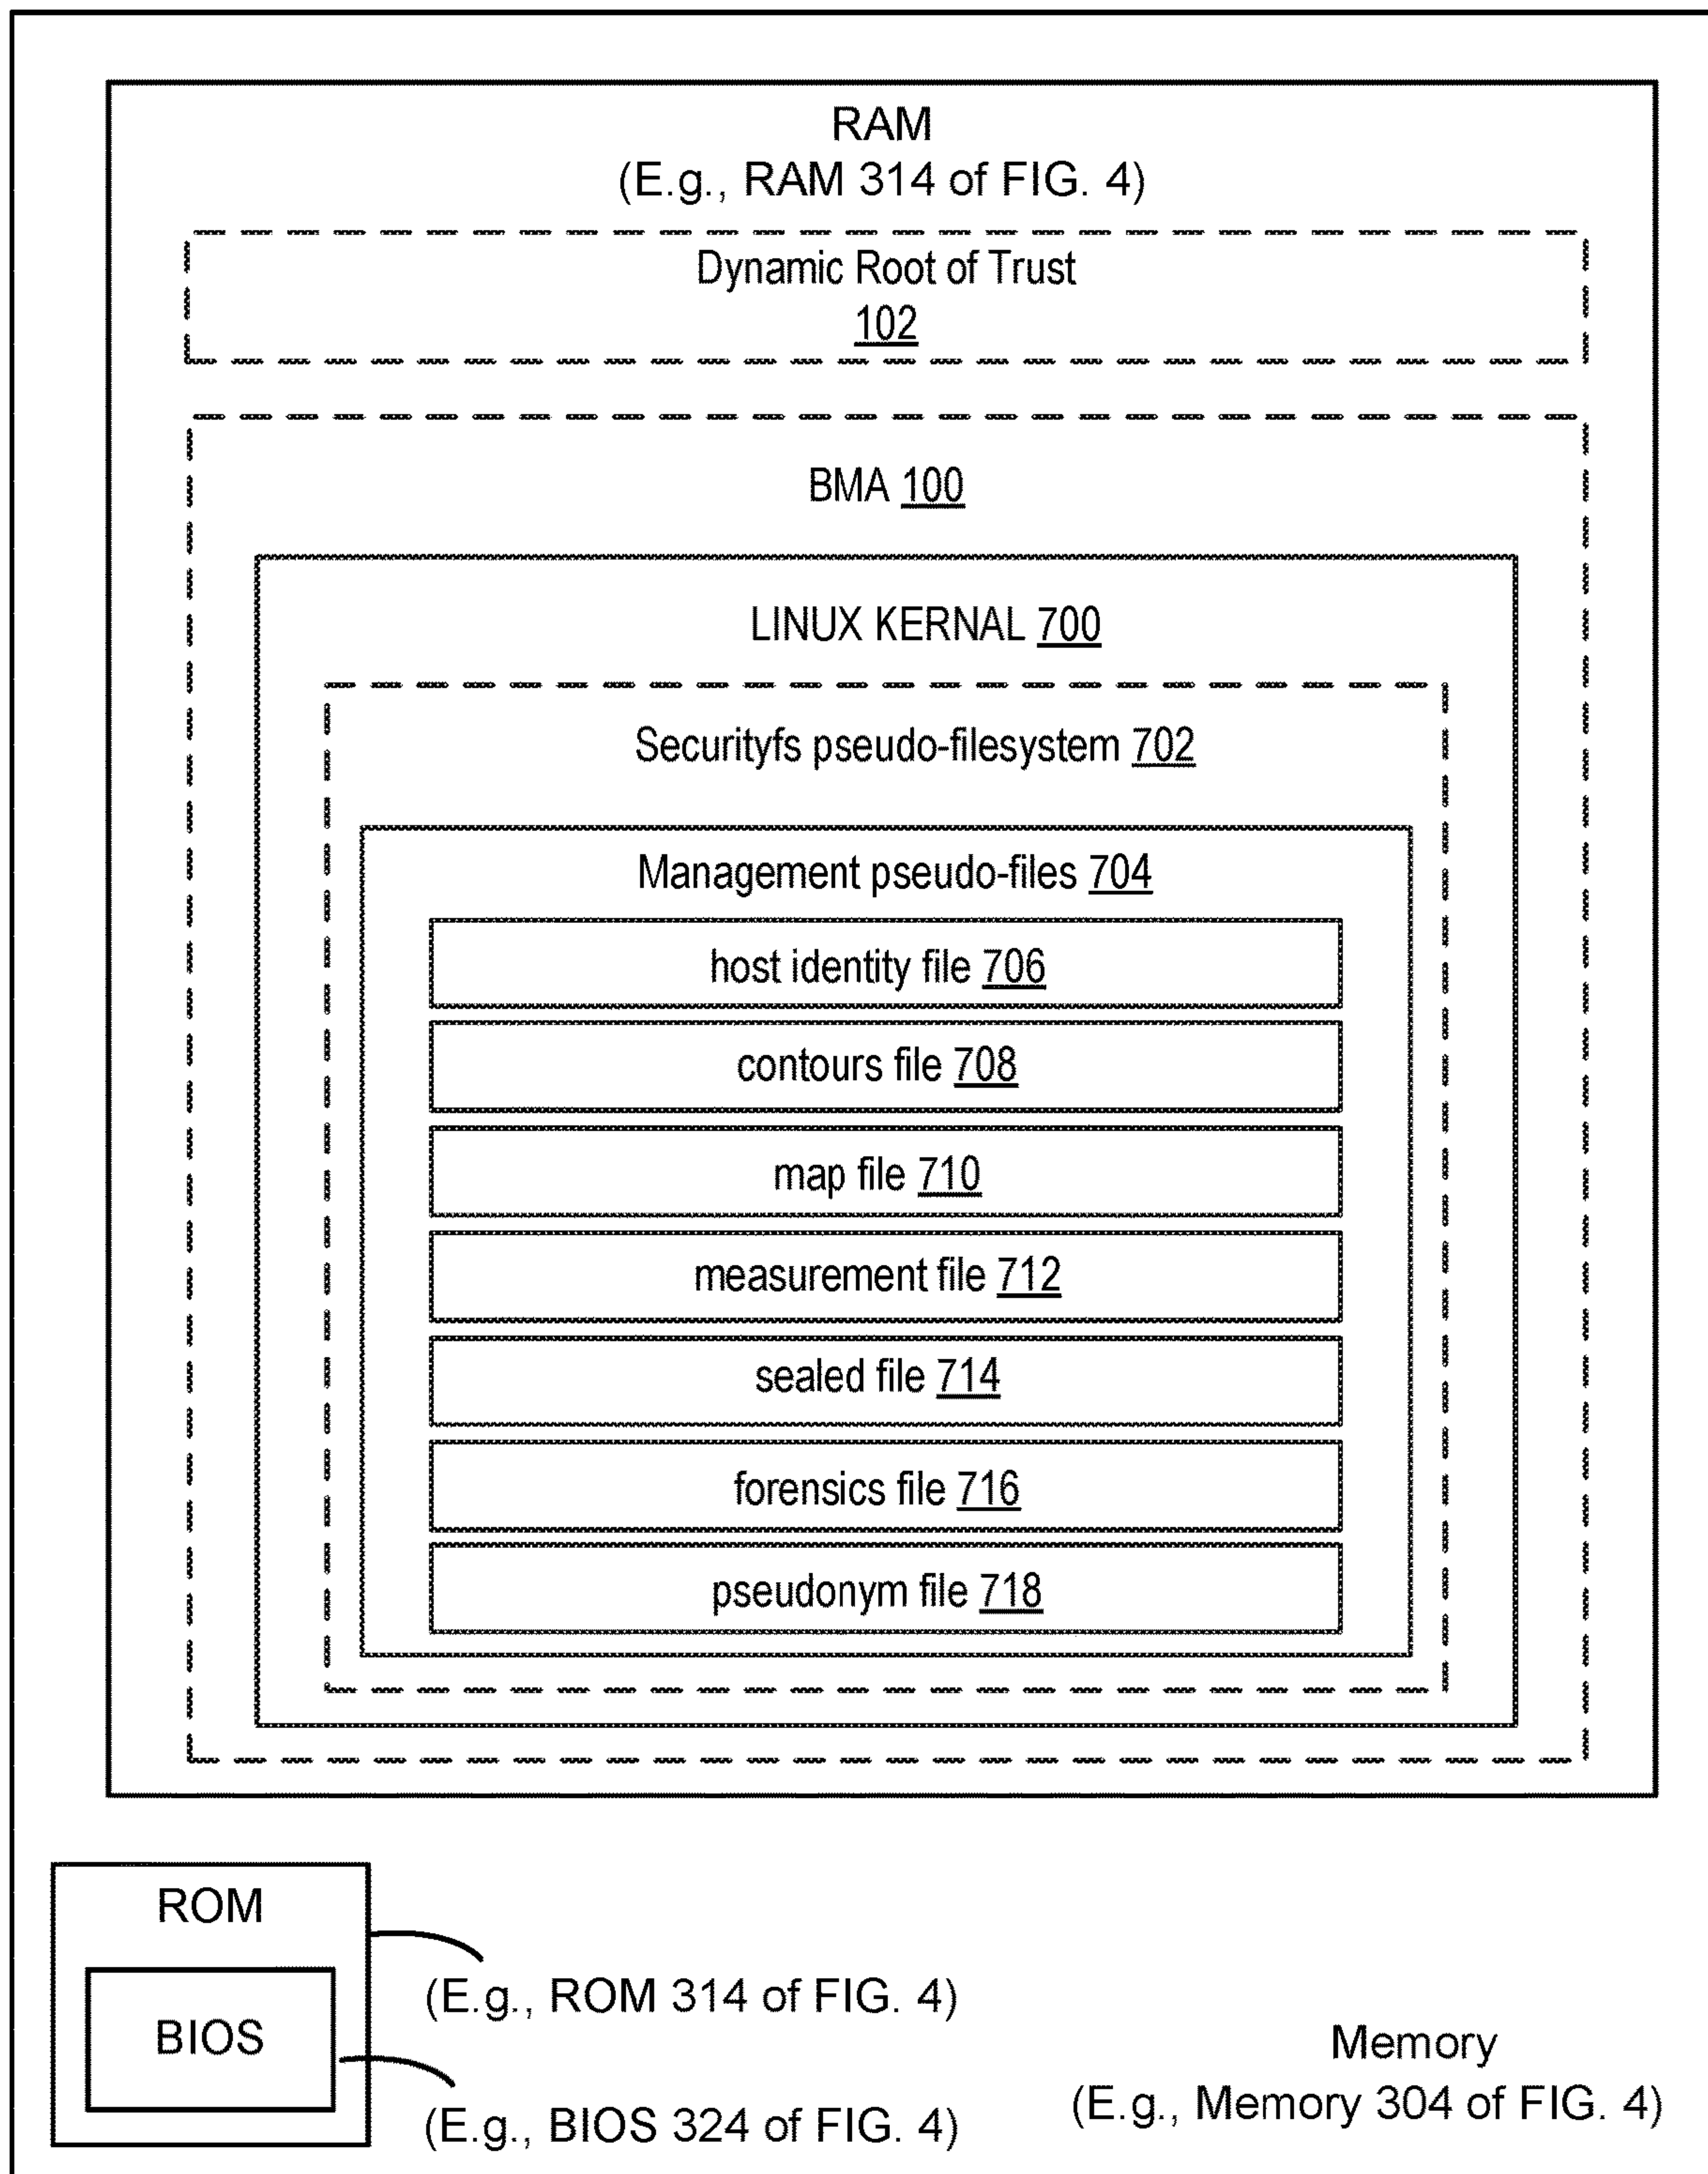 RAM
(E.g., RAM 314 of FIG. 4)
Dynamic Root of Trust
102
BMA 100
LINUX KERNAL 700
Securityfs pseudo-filesystem 702
Management pseudo-files 704
host identity file 706
contours file 708
map file 710
measurement file 712
sealed file 714
forensics file 716
pseudonym file 718
ROM
(E.g., ROM 314 of FIG. 4)
BIOS
(E.g., BIOS 324 of FIG. 4)
Memory
(E.g., Memory 304 of FIG. 4)